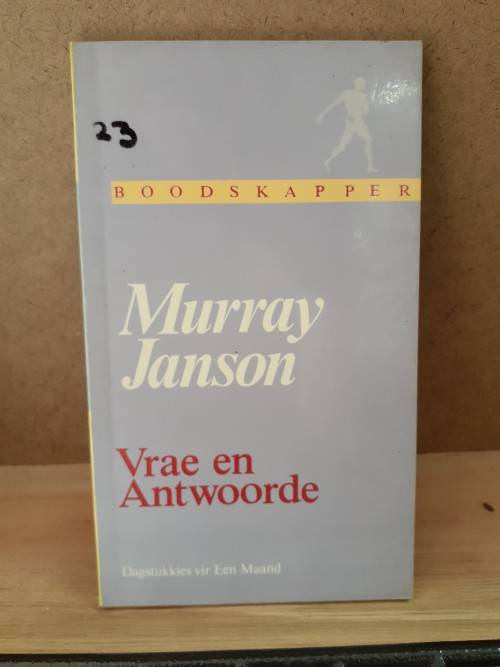 23
BOODSKAPPER
Murray
Janson
Vrae en
Antwoorde
Dagstukkies vir Een Maand